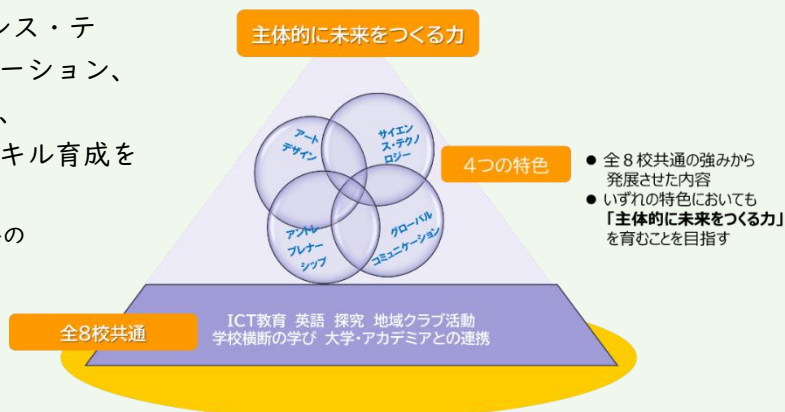 ンス・テ
ーション、
、
キル育成を
の
主体的に未来をつくる力
アート
デザイン
サイエン
ス・テクノ
ロジー
アントレ
プレナー
シップ
グローバル
コミュニケーション
4つの特色
● 全8校共通の強みから
発展させた内容
● いずれの特色においても
「主体的に未来をつくる力」
を育むことを目指す
全8校共通
ICT教育 英語 探究 地域クラブ活動
学校横断の学び 大学・アカデミアとの連携